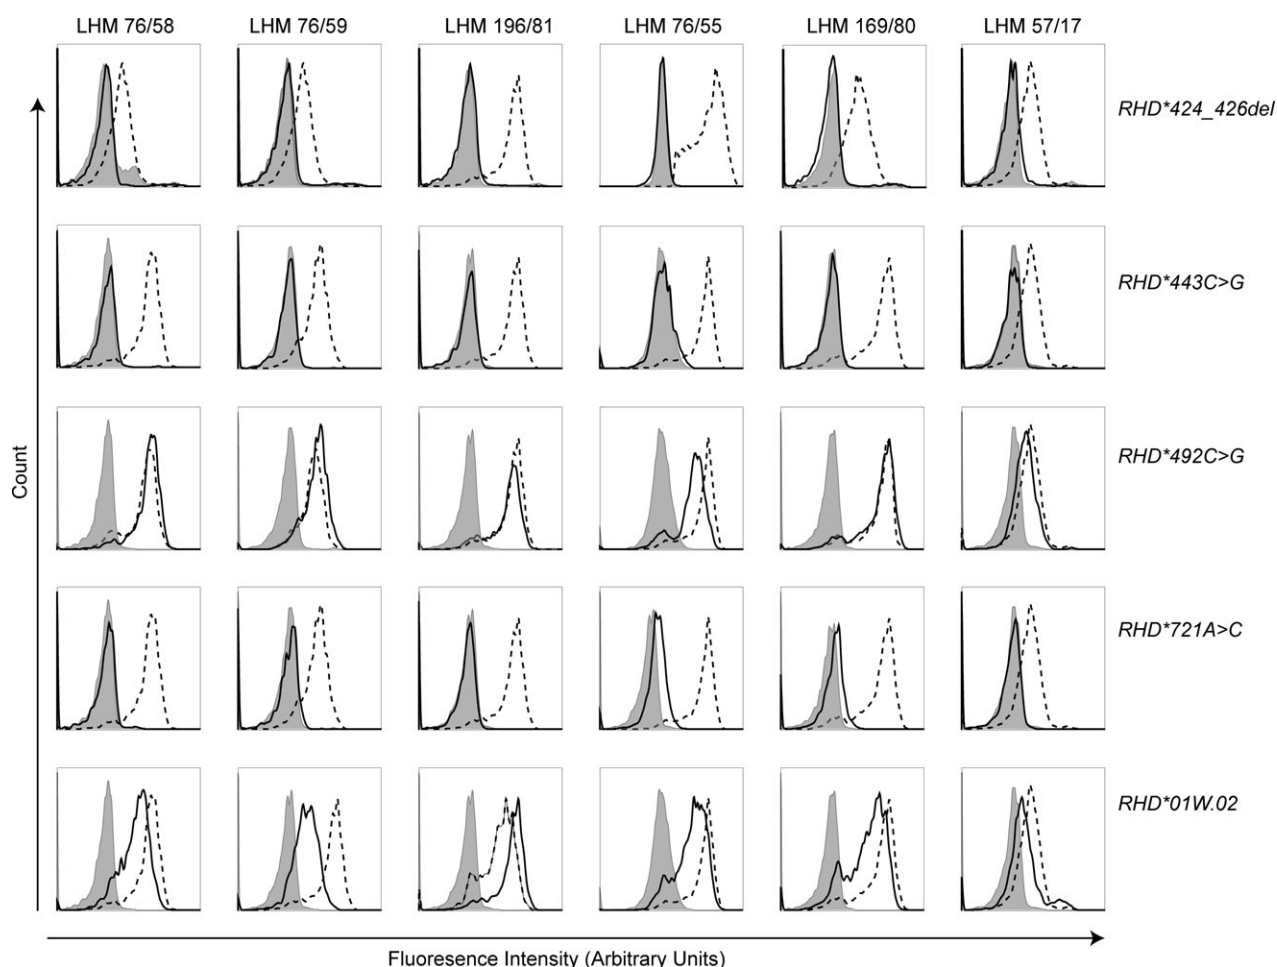 LHM 76/58 LHM 76/59 LHM 196/81 LHM 76/55 LHM 169/80 LHM 57/17
RHD*424_426del
RHD*443C>G
RHD*492C>G
RHD*721A>C
RHD*01W.02
Count
Fluoresence Intensity (Arbitrary Units)